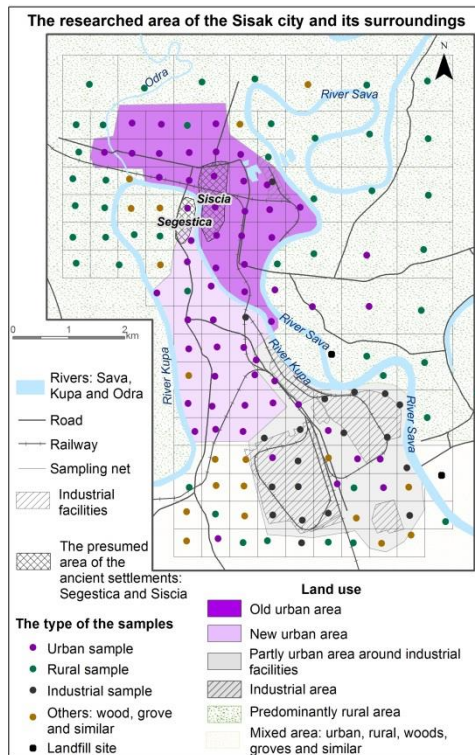 The researched area of the Sisak city and its surroundings
N
Odra
River Sava
River Sava
Siscia
Segestica
0 1 2
km
River Sava
River Kupa
River Kupa
River Sava
Rivers: Sava,
Kupa and Odra
Road
Railway
Sampling net
Industrial
facilities
The presumed
area of the
ancient settlements:
Segestica and Siscia
The type of the samples
Urban sample
Rural sample
Industrial sample
Others: wood, grove
and similar
Landfill site
Land use
Old urban area
New urban area
Partly urban area around industrial
facilities
Industrial area
Predominantly rural area
Mixed area: urban, rural, woods,
groves and similar